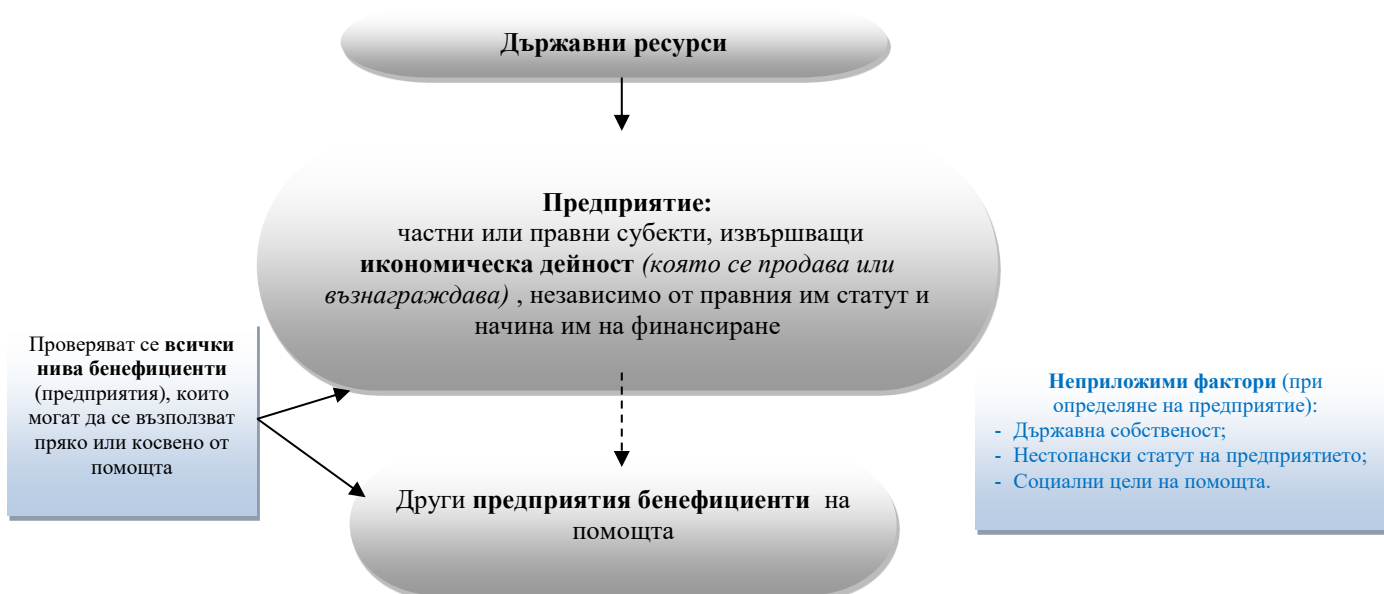 Държавни ресурси
Предприятие:
частни или правни субекти, извършващи
икономическа дейност (която се продава или
възнаграждава) , независимо от правния им статут и
начина им на финансиране
Проверяват се всички
нива бенефициенти
(предприятия), които
могат да се възползват
пряко или косвено от
помощта
Неприложими фактори (при
определяне на предприятие):
- Държавна собственост;
- Нестопански статут на предприятието;
- Социални цели на помощта.
Други предприятия бенефициенти на
помощта